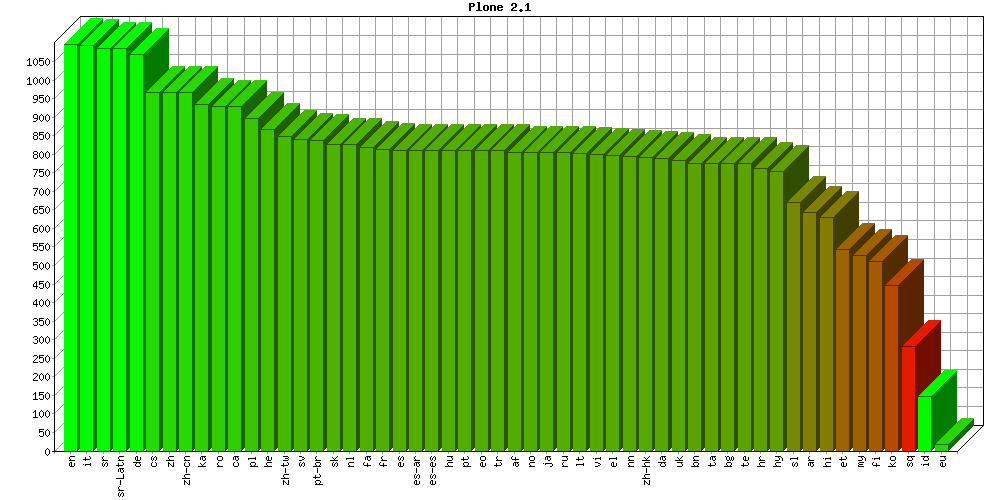 Plone 2.1
1050
1000
950
900
850
800
750
700
650
600
550
500
450
400
350
300
250
200
150
100
50
0
en
it
sr
sr-Latn
de
cs
zh
zh-cn
ka
ro
ca
pl
he
zh-tw
sv
pt-br
sk
nl
fa
fr
es
es-ar
es-es
hu
pt
eo
tr
af
no
ja
ru
lt
vi
el
nn
zh-hk
da
uk
bn
ta
bg
te
hr
hy
sl
ar
hi
et
my
fi
ko
sq
id
eu